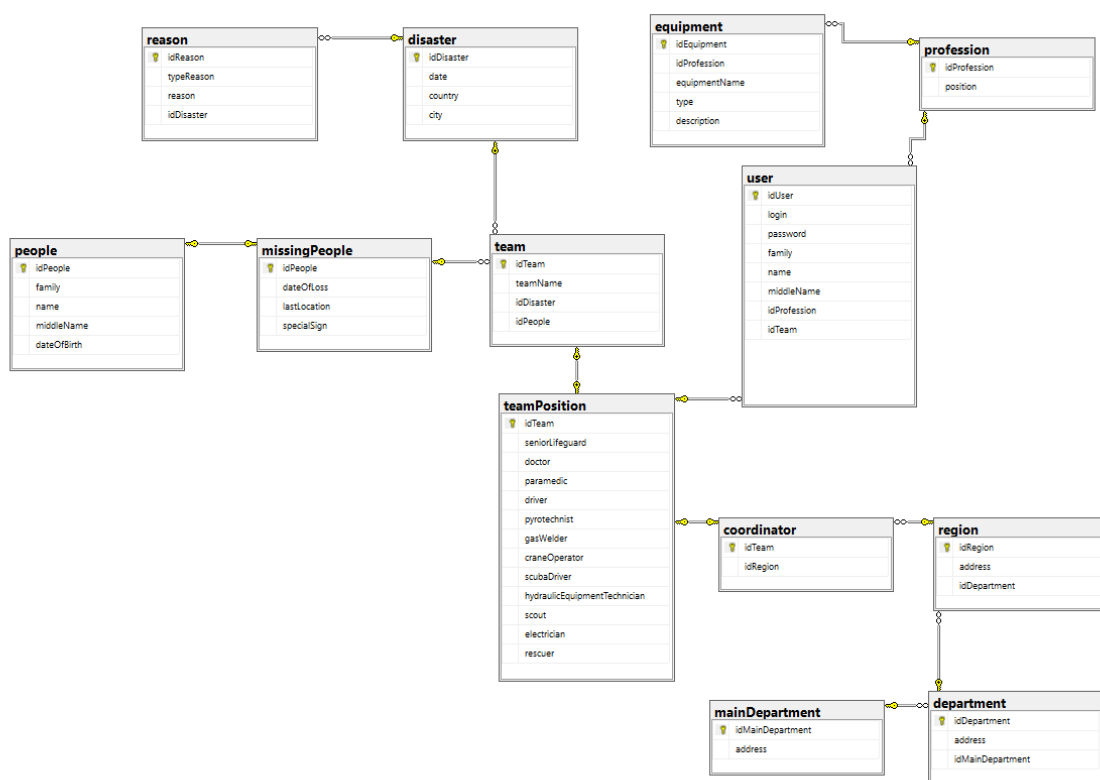 reason
idReason
typeReason
reason
idDisaster
disaster
idDisaster
date
country
city
equipment
idEquipment
idProfession
equipmentName
type
description
profession
idProfession
position
user
idUser
login
password
family
name
middleName
idProfession
idTeam
people
idPeople
family
name
middleName
dateOfBirth
missingPeople
idPeople
dateOfLoss
lastLocation
specialSign
team
idTeam
teamName
idDisaster
idPeople
teamPosition
idTeam
seniorLifeguard
doctor
paramedic
driver
pyrotechnist
gasWelder
craneOperator
scubaDriver
hydraulicEquipmentTechnician
scout
electrician
rescuer
coordinator
idTeam
idRegion
region
idRegion
address
idDepartment
mainDepartment
idMainDepartment
address
department
idDepartment
address
idMainDepartment